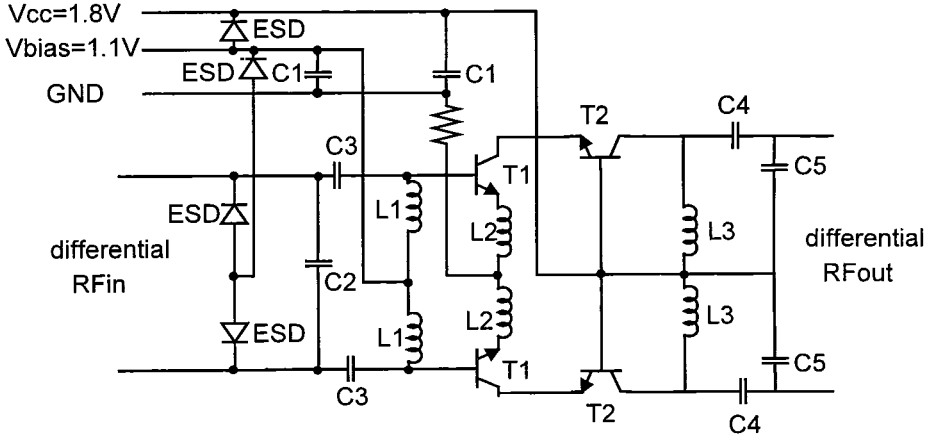 Vcc=1.8V
ESD
Vbias=1.1V
ESD
C1
C1
GND
T2
C4
C3
C5
T1
ESD
L1
L2
L3
differential
RFin
differential
RFout
C2
L2
L3
ESD
L1
T1
C5
C3
T2
C4